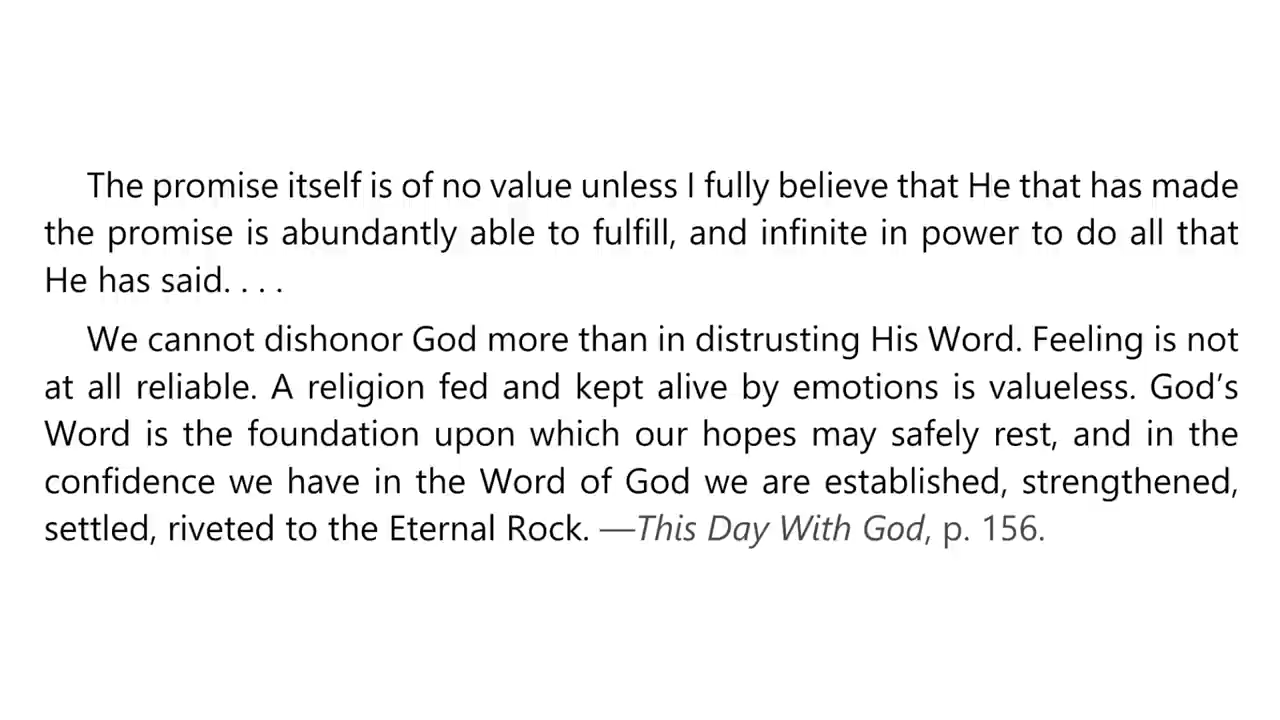 The promise itself is of no value unless I fully believe that He that has made
the promise is abundantly able to fulfill, and infinite in power to do all that
He has said. . . .
We cannot dishonor God more than in distrusting His Word. Feeling is not
at all reliable. A religion fed and kept alive by emotions is valueless. God’s
Word is the foundation upon which our hopes may safely rest, and in the
confidence we have in the Word of God we are established, strengthened,
settled, riveted to the Eternal Rock. —This Day With God, p. 156.